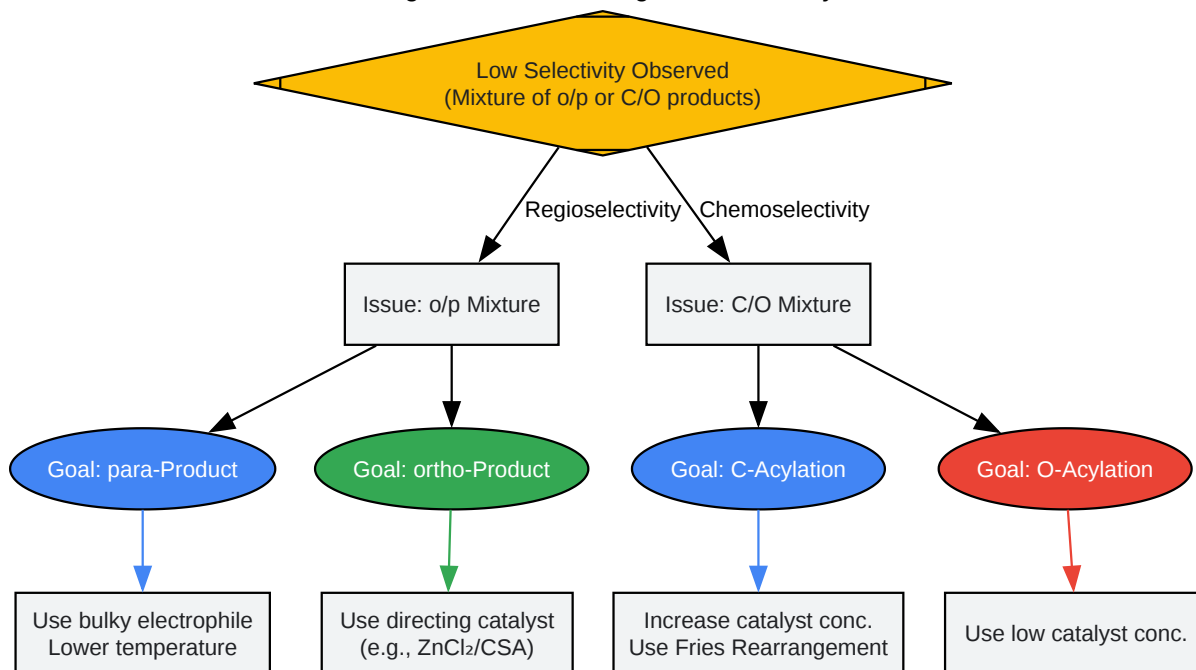 Low Selectivity Observed
(Mixture of o/p or C/O products)
Regioselectivity
Chemoselectivity
Issue: o/p Mixture
Issue: C/O Mixture
Goal: para-Product
Goal: ortho-Product
Goal: C-Acylation
Goal: O-Acylation
Use bulky electrophile
Lower temperature
Use directing catalyst
(e.g., ZnCl₂/CSA)
Increase catalyst conc.
Use Fries Rearrangement
Use low catalyst conc.